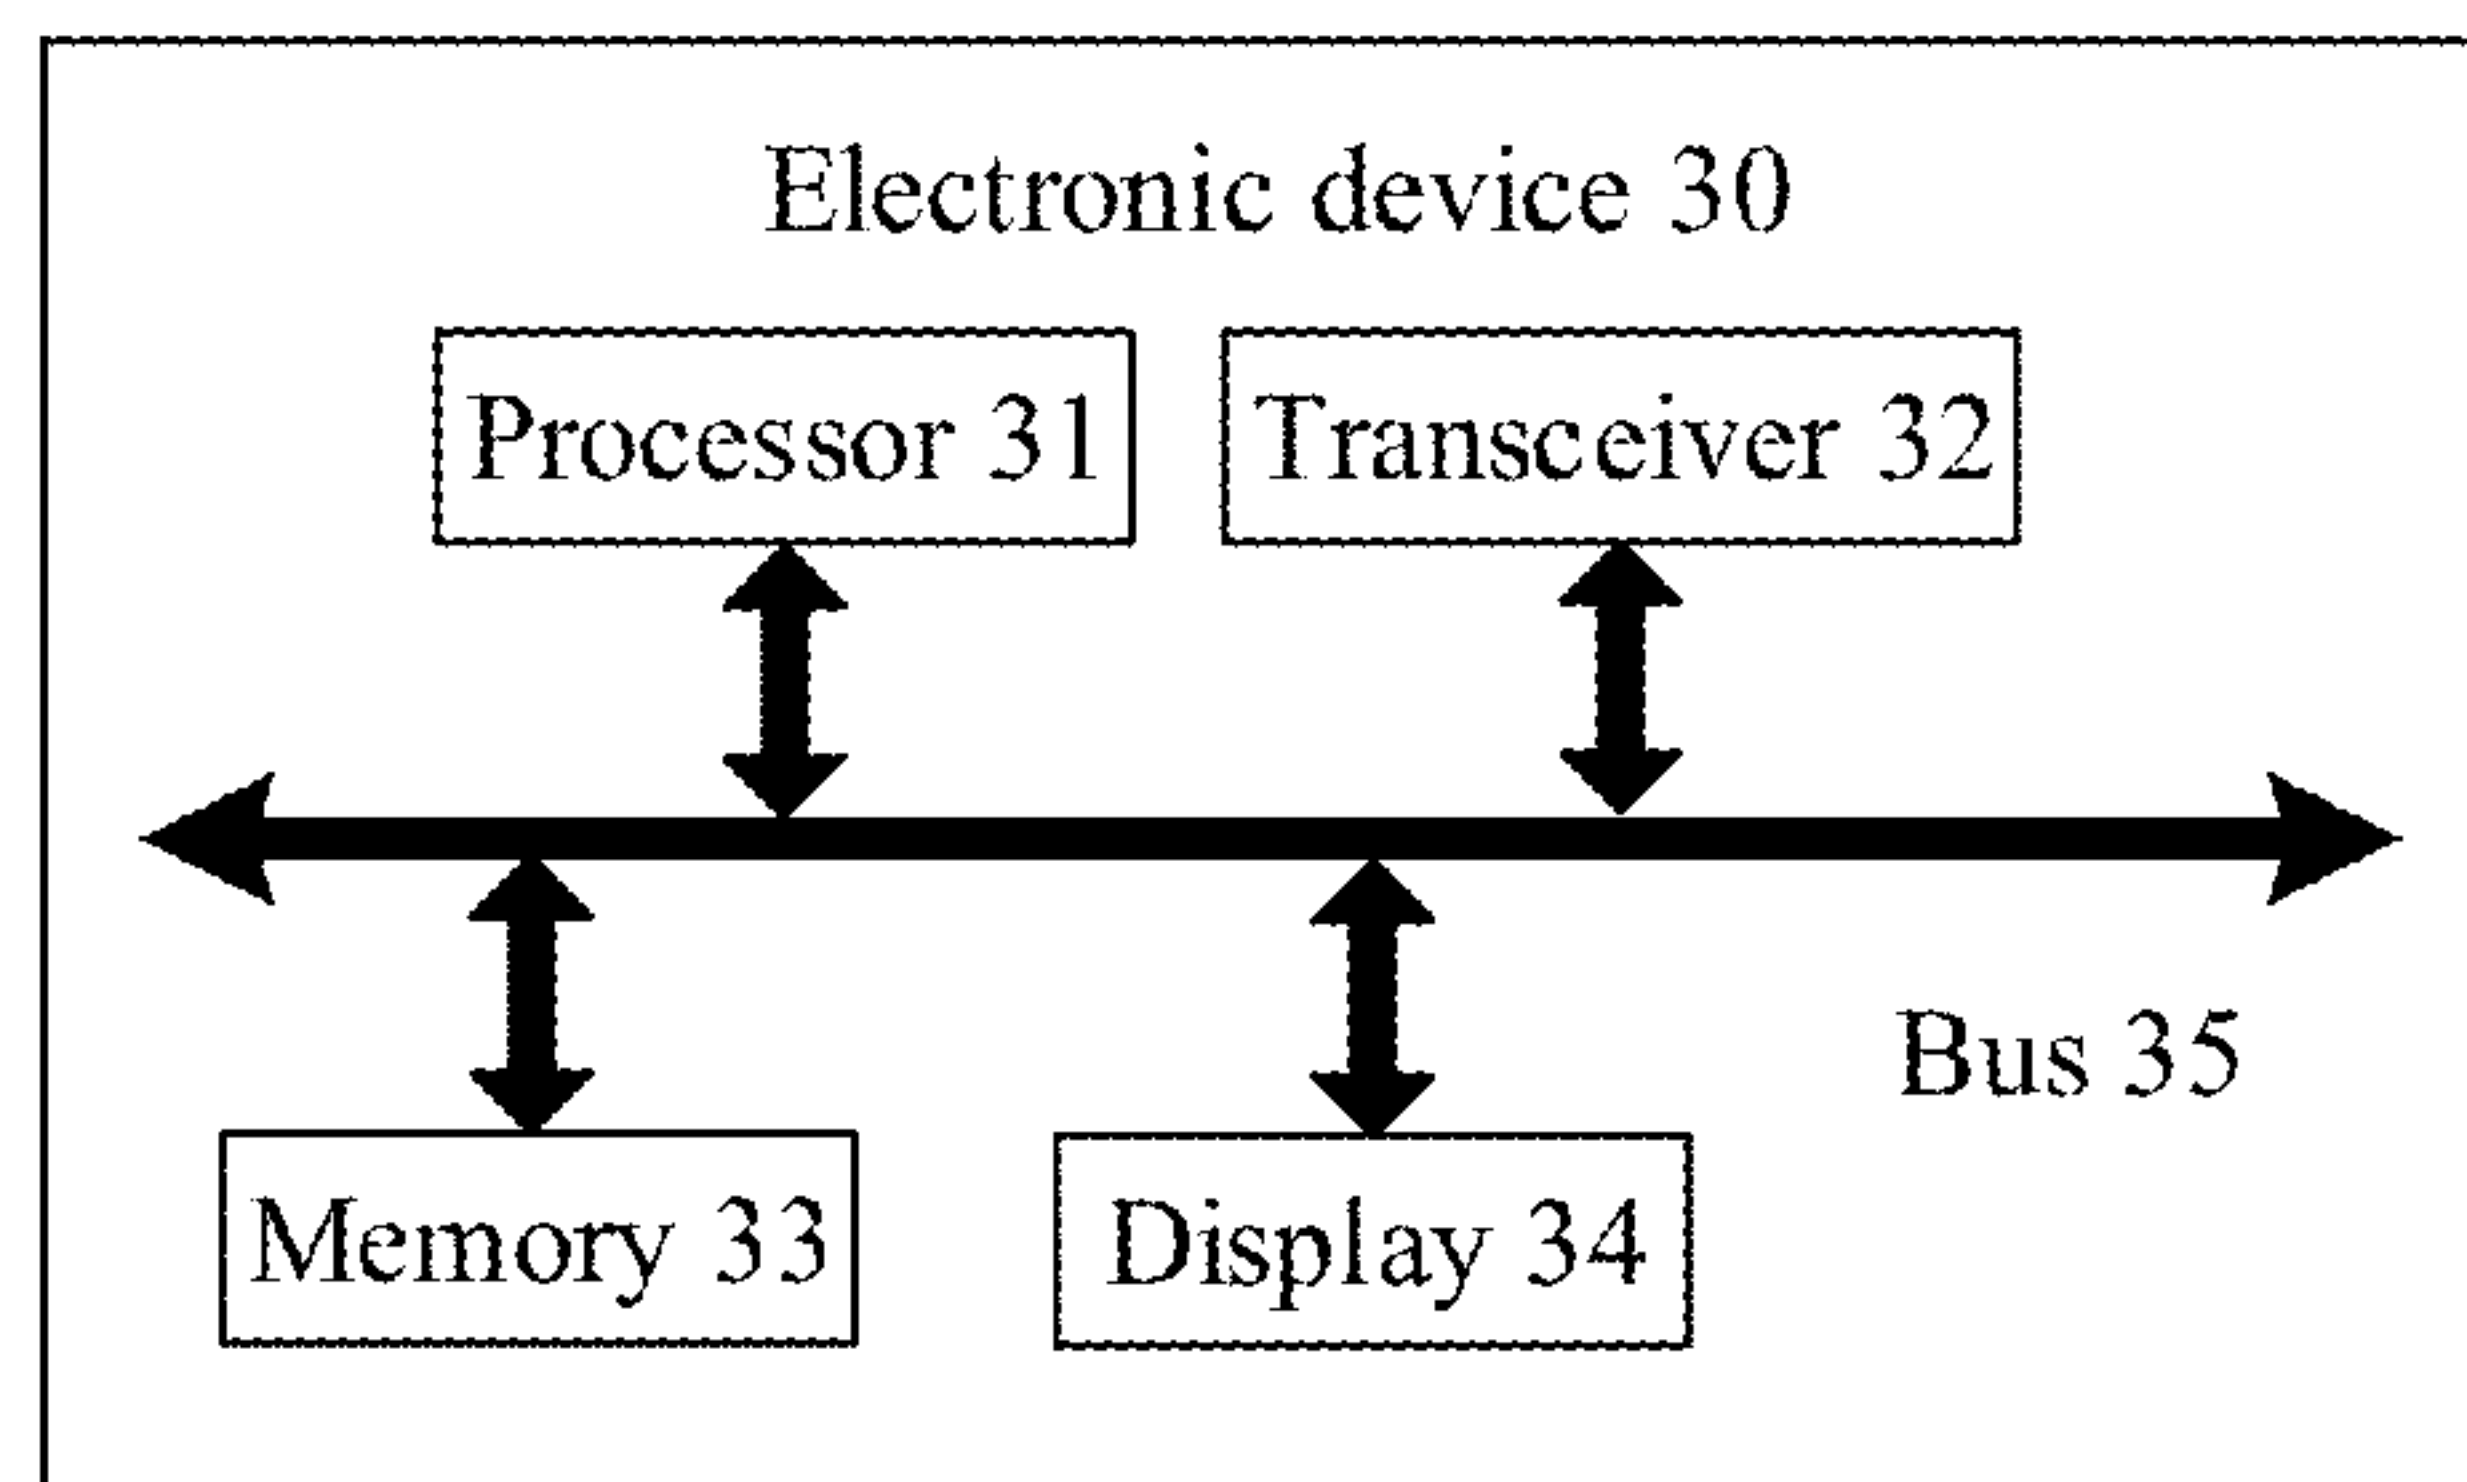 Electronic device 30
Processor 31
Transceiver 32
Bus 35
Memory 33
Display 34